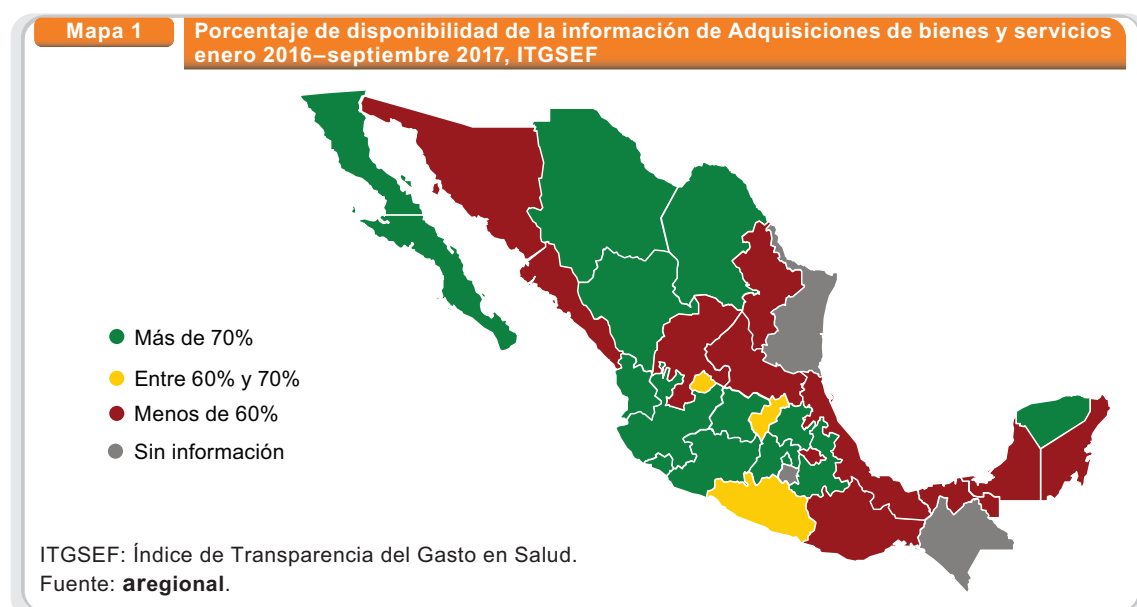 Mapa 1
Porcentaje de disponibilidad de la información de Adquisiciones de bienes y servicios
enero 2016–septiembre 2017, ITGSEF
Más de 70%
Entre 60% y 70%
Menos de 60%
Sin información
ITGSEF: Índice de Transparencia del Gasto en Salud.
Fuente: aregional.